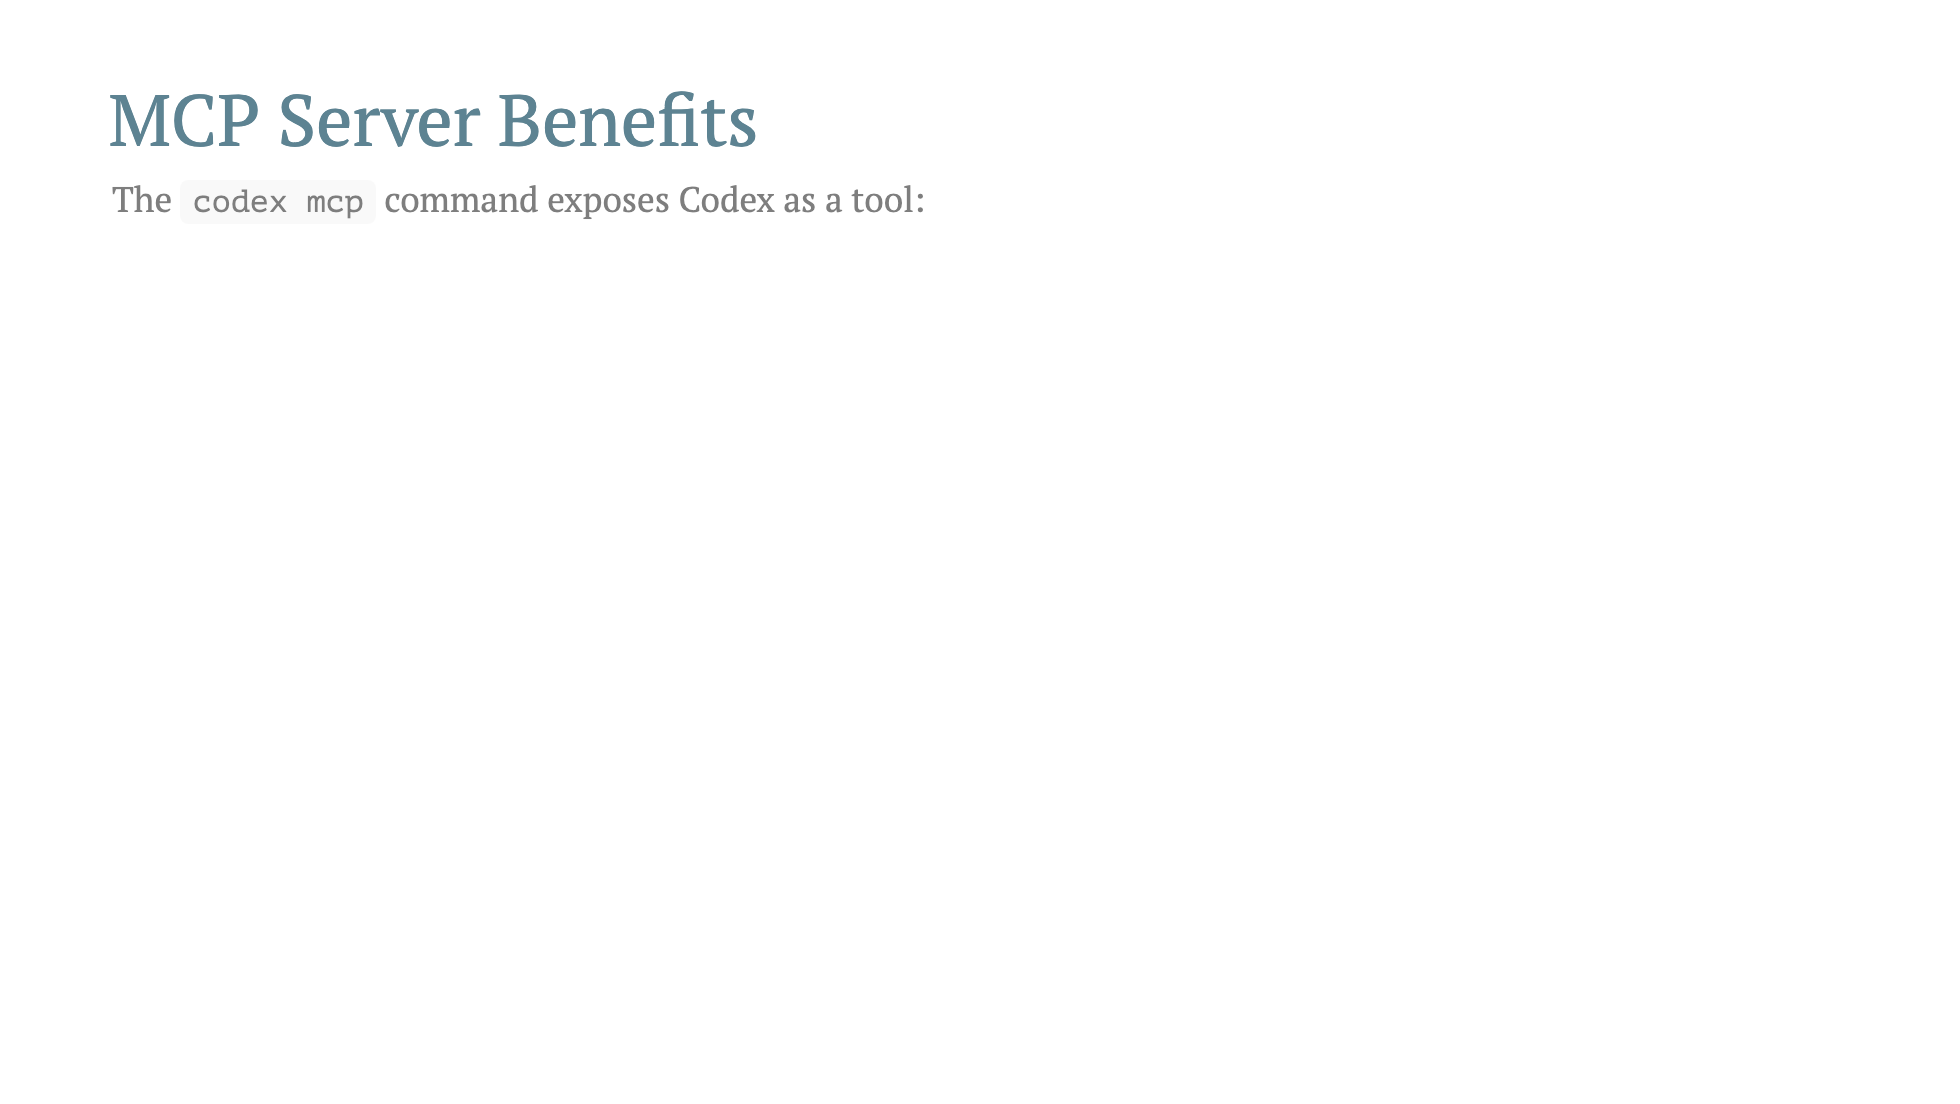 MCP Server Benefits
The codex mcp command exposes Codex as a tool: